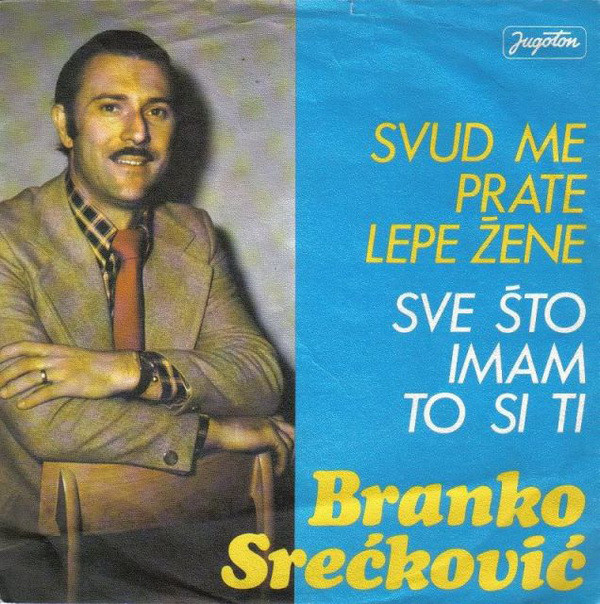 Jugoton
SVUD ME
PRATE
LEPE ŽENE
SVE ŠTO
IMAM
TO SI TI
Branko
Srećković